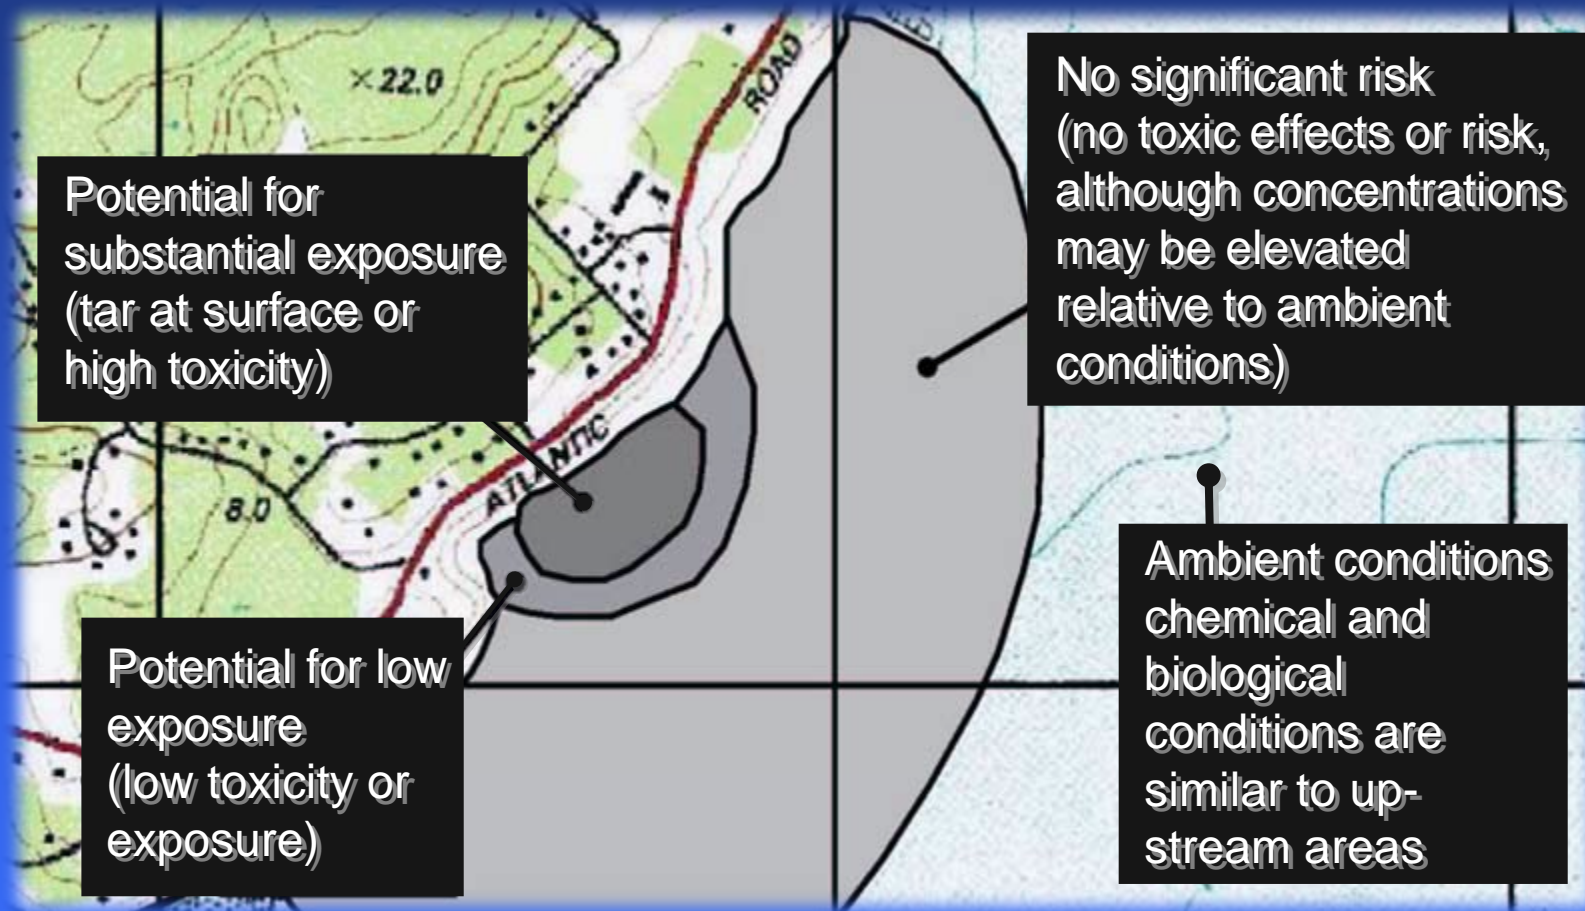 ×22.0
ROAD
Potential for
substantial exposure
(tar at surface or
high toxicity)
No significant risk
(no toxic effects or risk,
although concentrations
may be elevated
relative to ambient
conditions)
ATLANTIC
8.0
Potential for low
exposure
(low toxicity or
exposure)
Ambient conditions
chemical and
biological
conditions are
similar to up-
stream areas